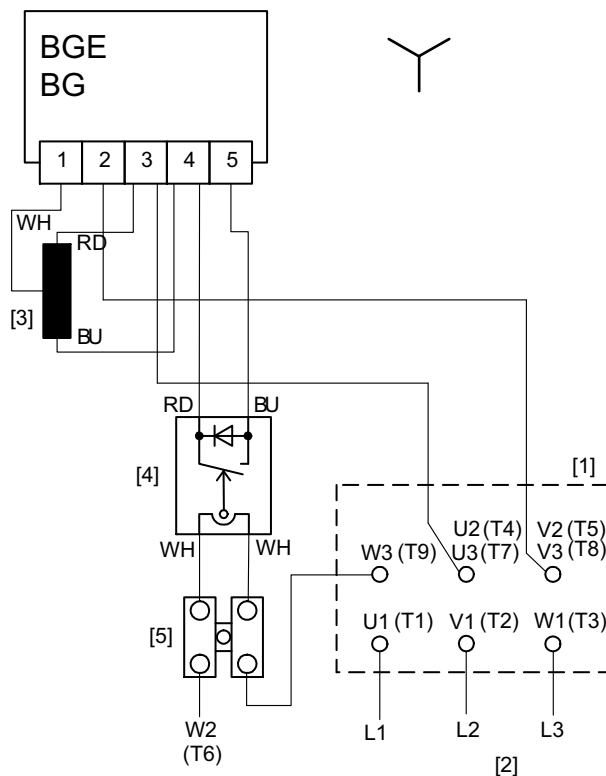 BGE
BG
1 2 3 4 5
WH
RD
[3]
BU
RD BU
[4]
[1]
WH WH
W3 (T9) U2 (T4) V2 (T5)
U3 (T7) V3 (T8)
[5]
U1 (T1) V1 (T2) W1 (T3)
W2
(T6)
L1 L2 L3
[2]